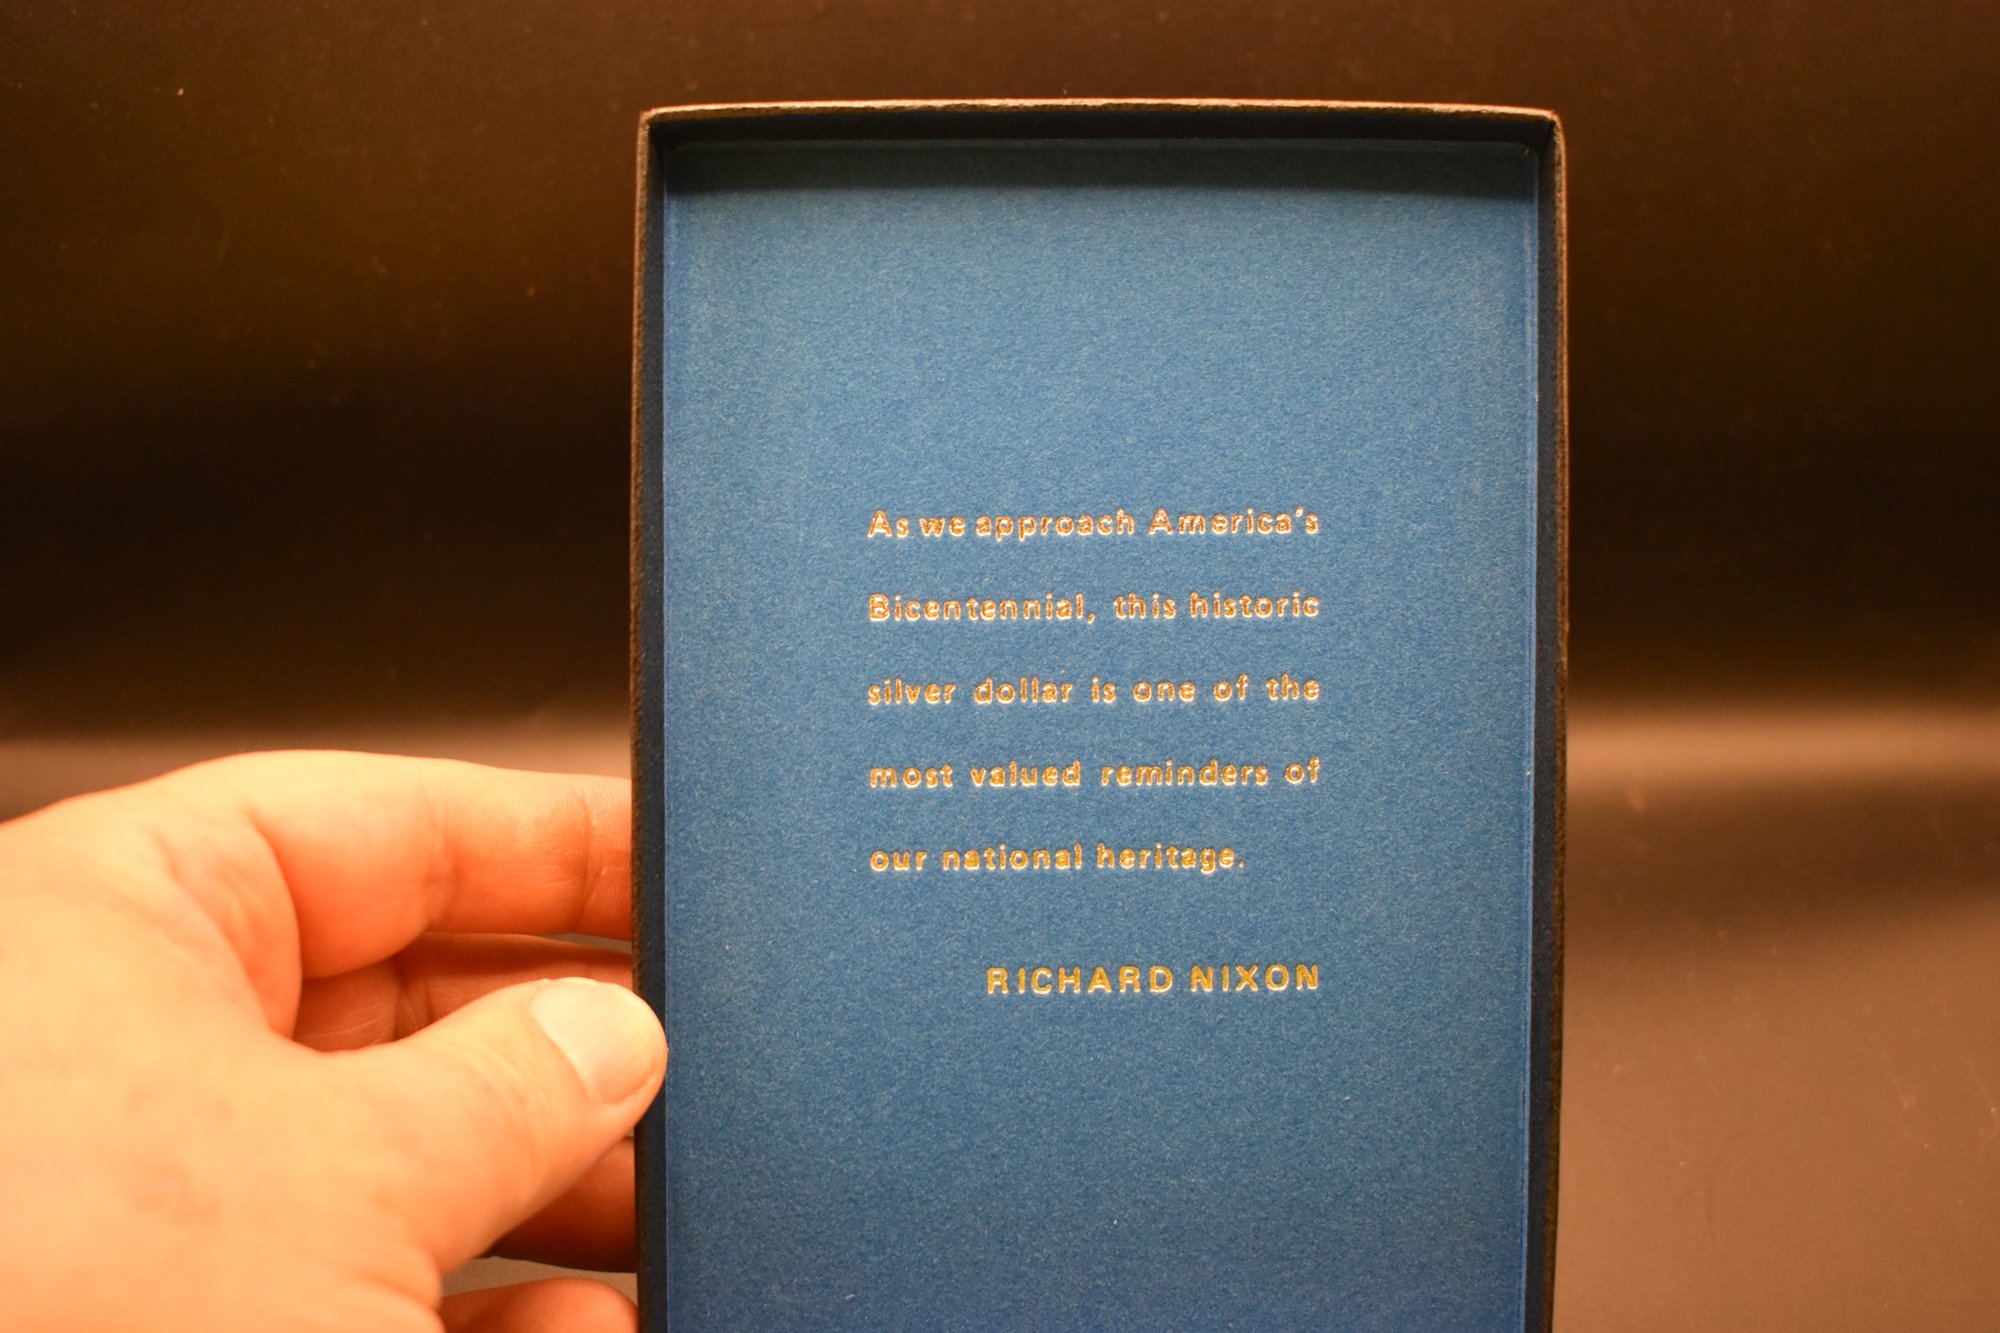 As we approach America's
Bicentennial, this historic
silver dollar is one of the
most valued reminders of
our national heritage.
RICHARD NIXON